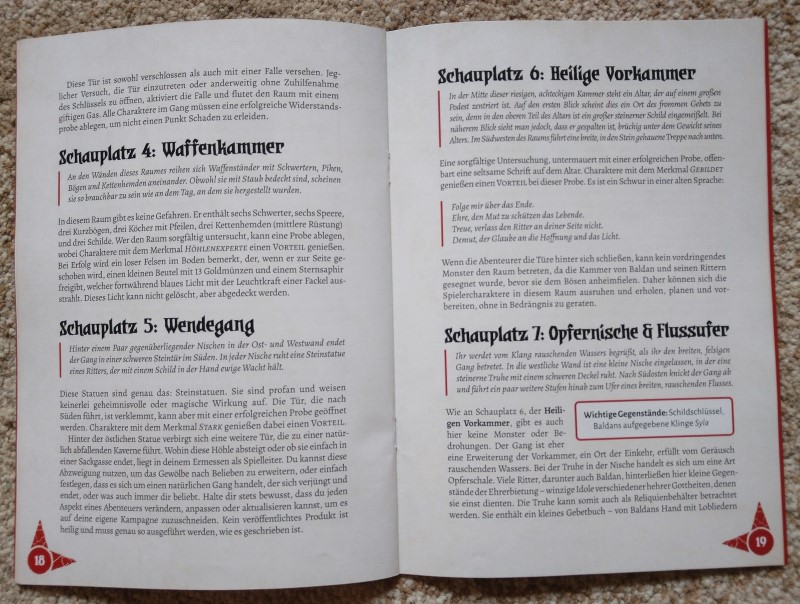 Diese Tür ist sowohl verschlossen als auch mit einer Falle versehen. Jeg-
licher Versuch, die Tür einzutreten oder anderweitig ohne Zuhilfenahme
des Schlüssels zu öffnen, aktiviert die Falle und flutet den Raum mit einem
giftigen Gas. Alle Charaktere im Gang müssen eine erfolgreiche Widerstands-
probe ablegen, um nicht einen Punkt Schaden zu erleiden.
Schauplatz 4: Waffenkammer
An den Wänden dieses Raumes reihen sich Waffenständer mit Schwertern, Piken,
Bögen und Kettenhemden aneinander. Obwohl sie mit Staub bedeckt sind, scheinen
sie so brauchbar zu sein wie an dem Tag, an dem sie hergestellt wurden.
In diesem Raum gibt es keine Gefahren. Er enthält sechs Schwerter, sechs Speere,
drei Kurzbögen, drei Köcher mit Pfeilen, drei Kettenhemden (mittlere Rüstung)
und drei Schilde. Wer den Raum sorgfältig untersucht, kann eine Probe ablegen,
wobei Charaktere mit dem Merkmal HÖHLENEXPERTE einen VORTEIL genießen.
Bei Erfolg wird ein loser Felsen im Boden bemerkt, der, wenn er zur Seite ge-
schoben wird, einen kleinen Beutel mit 13 Goldmünzen und einem Sternsaphir
freigibt, welcher fortwährend blaues Licht mit der Leuchtkraft einer Fackel aus-
strahlt. Dieses Licht kann nicht gelöscht, aber abgedeckt werden.
Schauplatz 5: Wendegang
Hinter einem Paar gegenüberliegender Nischen in der Ost- und Westwand endet
der Gang in einer schweren Steintür im Süden. In jeder Nische ruht eine Steinstatue
eines Ritters, der mit einem Schild in der Hand ewige Wacht hält.
Diese Statuen sind genau das: Steinstatuen. Sie sind profan und weisen
keinerlei geheimnisvolle oder magische Wirkung auf. Die Tür, die nach
Süden führt, ist verklemmt, kann aber mit einer erfolgreichen Probe geöffnet
werden. Charaktere mit dem Merkmal STARK genießen dabei einen VORTEIL.
Hinter der östlichen Statue verbirgt sich eine weitere Tür, die zu einer natür-
lich abfallenden Kaverne führt. Wohin diese Höhle absteigt oder ob sie einfach in
einer Sackgasse endet, liegt in deinem Ermessen als Spielleiter. Du kannst diese
Abzweigung nutzen, um das Gewölbe nach Belieben zu erweitern, oder einfach
festlegen, dass es sich um einen natürlichen Gang handelt, der sich verjüngt und
endet, oder was auch immer dir beliebt. Halte dir stets bewusst, dass du jeden
Aspekt eines Abenteuers verändern, anpassen oder aktualisieren kannst, um es
auf deine eigene Kampagne zuzuschneiden. Kein veröffentlichtes Produkt ist
heilig und muss genau so ausgeführt werden, wie es geschrieben ist.
18
Schauplatz 6: Heilige Vorkammer
In der Mitte dieser riesigen, achteckigen Kammer steht ein Altar, der auf einem großen
Podest zentriert ist. Auf den ersten Blick scheint dies ein Ort des frommen Gebets zu
sein, denn in den oberen Teil des Altars ist ein großer steinerner Schild eingemeißelt. Bei
näherem Blick sieht man jedoch, dass er gespalten ist, brüchig unter dem Gewicht seines
Alters. Im Südwesten des Raums führt eine breite, in den Stein gehauene Treppe nach unten.
Eine sorgfältige Untersuchung, untermauert mit einer erfolgreichen Probe, offen-
bart eine seltsame Schrift auf dem Altar. Charaktere mit dem Merkmal GEBILDET
genießen einen VORTEIL bei dieser Probe. Es ist ein Schwur in einer alten Sprache:
Folge mir über das Ende.
Ehre, den Mut zu schützen das Lebende.
Treue, verlass den Ritter an deiner Seite nicht.
Demut, der Glaube an die Hoffnung und das Licht.
Wenn die Abenteurer die Türe hinter sich schließen, kann kein vordringendes
Monster den Raum betreten, da die Kammer von Baldan und seinen Rittern
gesegnet wurde, bevor sie dem Bösen anheimfielen. Daher können sich die
Spielercharaktere in diesem Raum ausruhen und erholen, planen und vor-
bereiten, ohne in Bedrängnis zu geraten.
Schauplatz 7: Opfernische & Flussufer
Ihr werdet vom Klang rauschenden Wassers begrüßt, als ihr den breiten, felsigen
Gang betretet. In die westliche Wand ist eine kleine Nische eingelassen, in der eine
steinerne Truhe mit einem schweren Deckel ruht. Nach Südosten knickt der Gang ab
und führt ein paar weitere Stufen hinab zum Ufer eines breiten, rauschenden Flusses.
Wie an Schauplatz 6, der Heili-
gen Vorkammer, gibt es auch
hier keine Monster oder Be-
drohungen. Der Gang ist eher
eine Erweiterung der Vorkammer, ein Ort der Einkehr, erfüllt vom Geräusch
rauschenden Wassers. Bei der Truhe in der Nische handelt es sich um eine Art
Opferschale. Viele Ritter, darunter auch Baldan, hinterließen hier kleine Gegen-
stände der Ehrerbietung – winzige Idole verschiedener hehrer Gottheiten, denen
sie einst dienten. Die Truhe kann somit auch als Reliquienbehälter betrachtet
werden. Sie enthält ein kleines Gebetbuch – von Baldans Hand mit Lobliedern
Wichtige Gegenstände: Schildschlüssel,
Baldans aufgegebene Klinge Syla
19